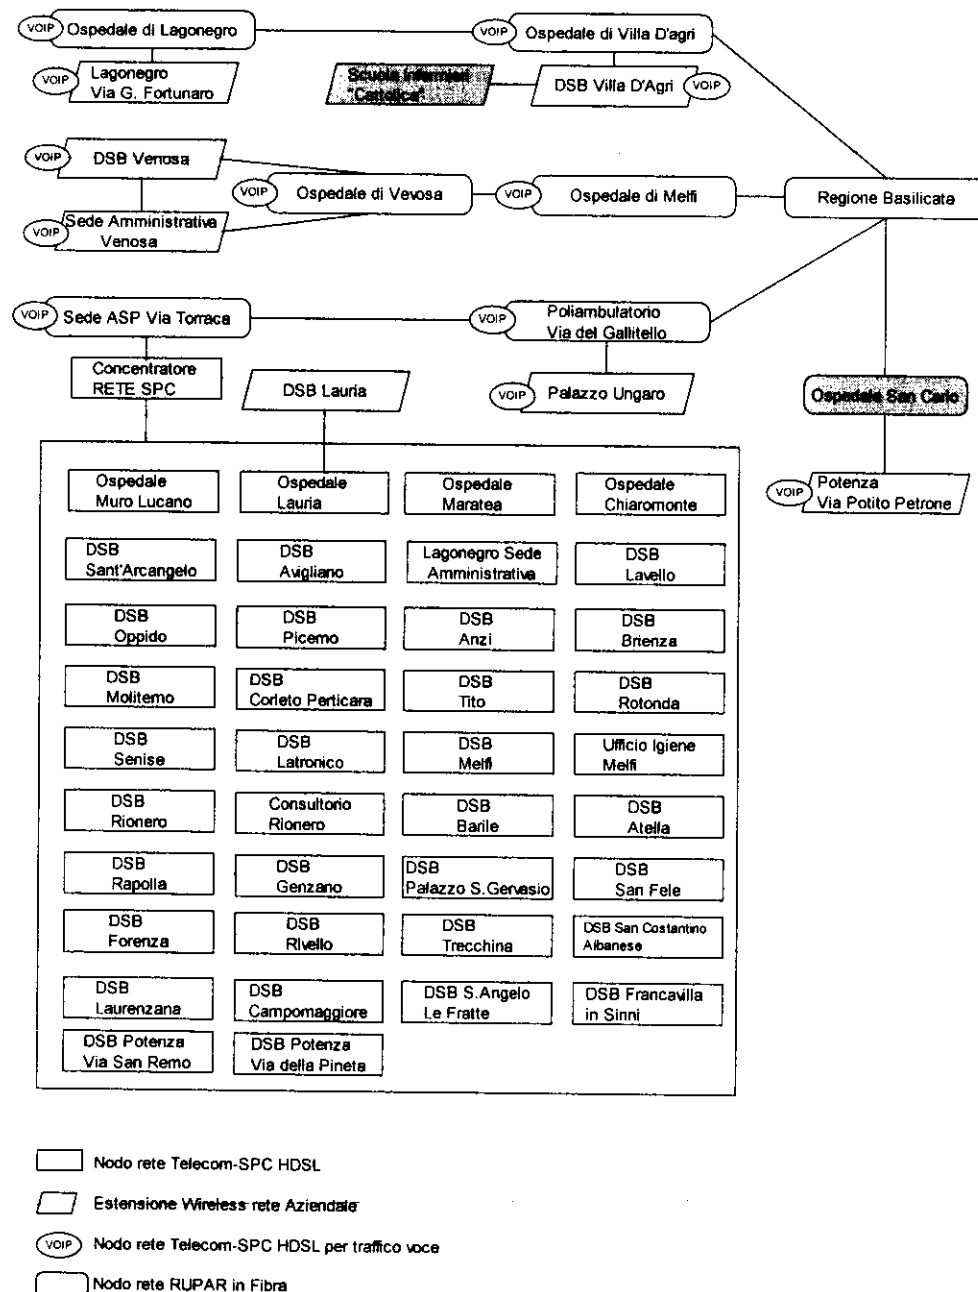 VOIP
Ospedale di Lagonegro
VOIP
Ospedale di Villa D'agri
VOIP
Lagonegro
Via G. Fortunaro
Scuola Infermieri
"Cattolica"
DSB Villa D'Agri
VOIP
VOIP
DSB Venosa
VOIP
Ospedale di Vevosa
VOIP
Ospedale di Melfi
Regione Basilicata
VOIP
Sede Amministrativa
Venosa
VOIP
Sede ASP Via Torraca
VOIP
Poliambulatorio
Via del Gallitello
Concentratore
RETE SPC
DSB Lauria
VOIP
Palazzo Ungaro
Ospedale San Carlo
VOIP
Potenza
Via Potito Petrone
Ospedale
Muro Lucano
Ospedale
Lauria
Ospedale
Maratea
Ospedale
Chiaromonte
DSB
Sant'Arcangelo
DSB
Avigliano
Lagonegro Sede
Amministrativa
DSB
Lavello
DSB
Oppido
DSB
Picerno
DSB
Anzi
DSB
Brienza
DSB
Moliterno
DSB
Corleto Perticara
DSB
Tito
DSB
Rotonda
DSB
Senise
DSB
Latronico
DSB
Melfi
Ufficio Igiene
Melfi
DSB
Rionero
Consultorio
Rionero
DSB
Barile
DSB
Atella
DSB
Rapolla
DSB
Genzano
DSB
Palazzo S.Gervasio
DSB
San Fele
DSB
Forenza
DSB
RIvello
DSB
Trecchina
DSB San Costantino
Albanese
DSB
Laurenzana
DSB
Campomaggiore
DSB S.Angelo
Le Fratte
DSB Francavilla
in Sinni
DSB Potenza
Via San Remo
DSB Potenza
Via della Pineta
Nodo rete Telecom-SPC HDSL
Estensione Wireless rete Aziendale
VOIP
Nodo rete Telecom-SPC HDSL per traffico voce
Nodo rete RUPAR in Fibra